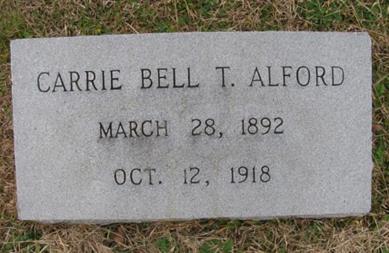 CARRIE BELL T. ALFORD
MARCH 28, 1892
OCT. 12, 1918